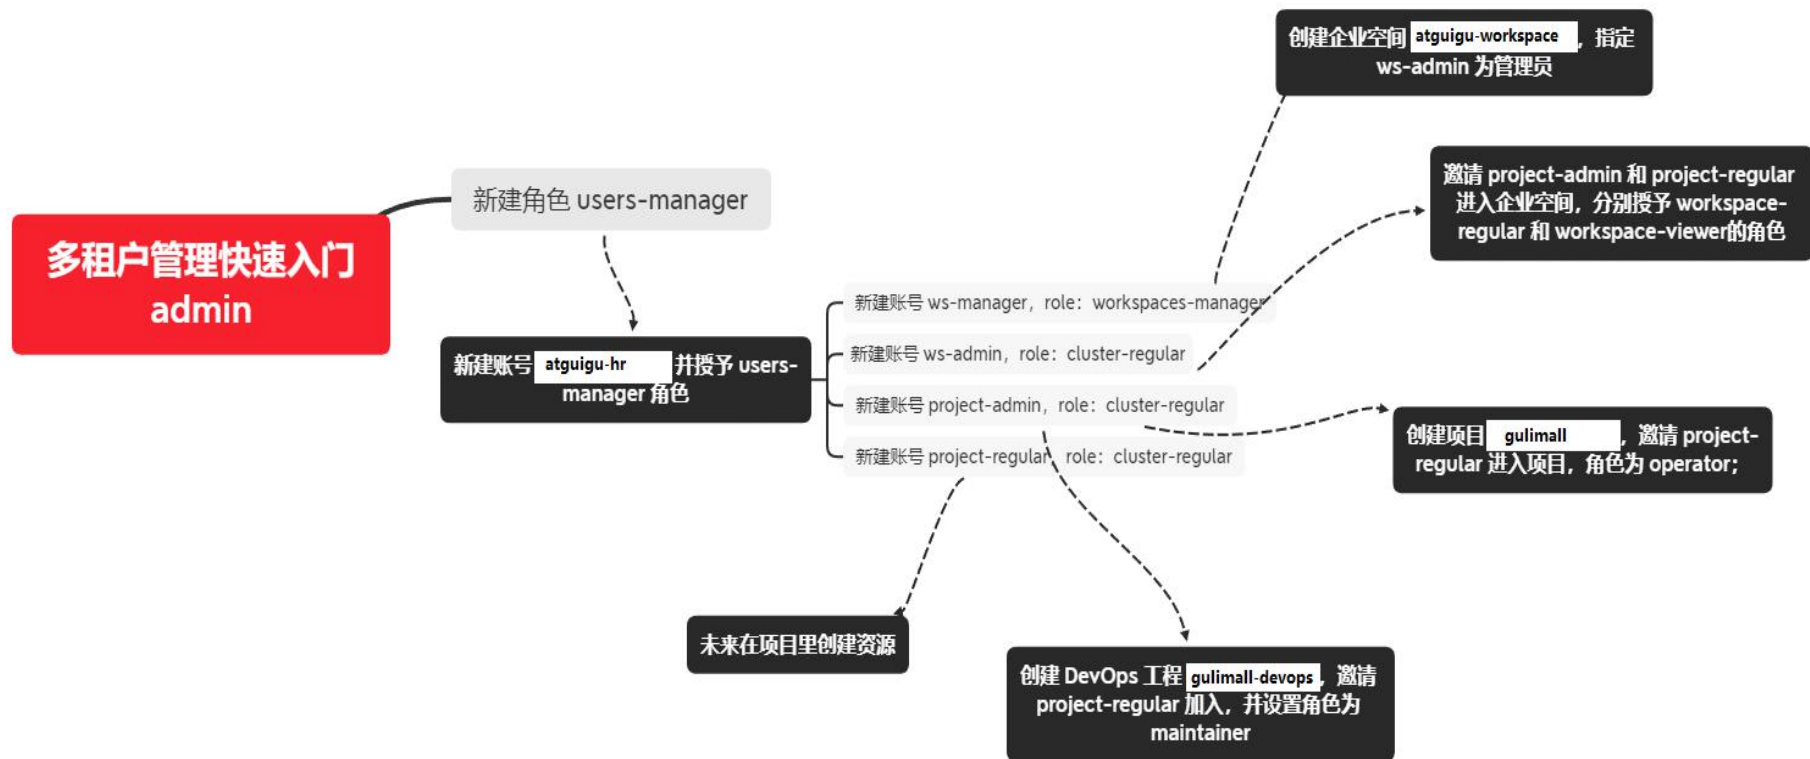 创建企业空间 atguigu-workspace ，指定
ws-admin 为管理员
邀请 project-admin 和 project-regular
进入企业空间，分别授予 workspace-
regular 和 workspace-viewer的角色
新建角色 users-manager
多租户管理快速入门
admin
新建账号 ws-manager，role：workspaces-manager
新建账号 atguigu-hr 并授予 users-
manager 角色
新建账号 ws-admin，role：cluster-regular
新建账号 project-admin，role：cluster-regular
新建账号 project-regular，role：cluster-regular
创建项目 gulimall ，邀请 project-
regular 进入项目，角色为 operator；
未来在项目里创建资源
创建 DevOps 工程 gulimall-devops ，邀请
project-regular 加入，并设置角色为
maintainer